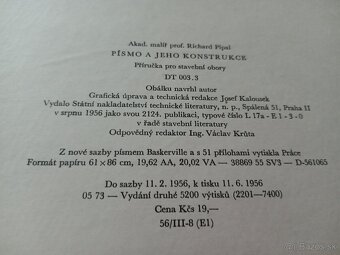 Akad. malíř prof. Richard Pípal
PÍSMO A JEHO KONSTRUKCE
Příručka pro stavební obory
DT 003.3
Obálku navrhl autor
Grafická úprava a technická redakce Josef Kalousek
Vydalo Státní nakladatelství technické literatury, n. p., Spálená 51, Praha II
v srpnu 1956 jako svou 2124. publikaci, typové číslo L 17a-E 1-3-0
v řadě stavební literatury
Odpovědný redaktor Ing. Václav Krůta
Z nové sazby písmem Baskerville a s 51 přílohami vytiskla Práce
Formát papíru 61 x 86 cm, 19,62 AA, 20,02 VA — 38869 55 SV3 — D-561065
Do sazby 11. 2. 1956, k tisku 11. 6. 1956
05 73 — Vydání druhé 5200 výtisků (2201—7400)
Cena Kčs 19,—
56/III-8 (E1)
bazos.sk